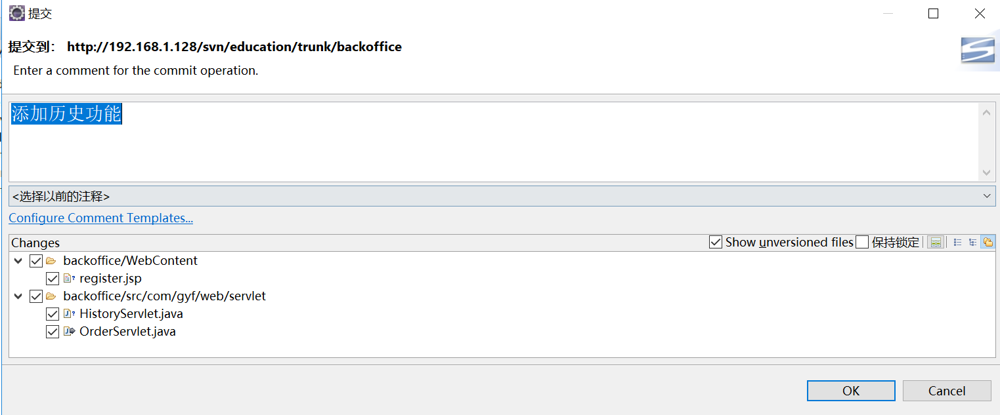 提交
提交到： http://192.168.1.128/svn/education/trunk/backoffice
Enter a comment for the commit operation.
添加历史功能
<选择以前的注释>
Configure Comment Templates...
Changes Show unversioned files 保持锁定
backoffice/WebContent
register.jsp
backoffice/src/com/gyf/web/servlet
HistoryServlet.java
OrderServlet.java
OK Cancel